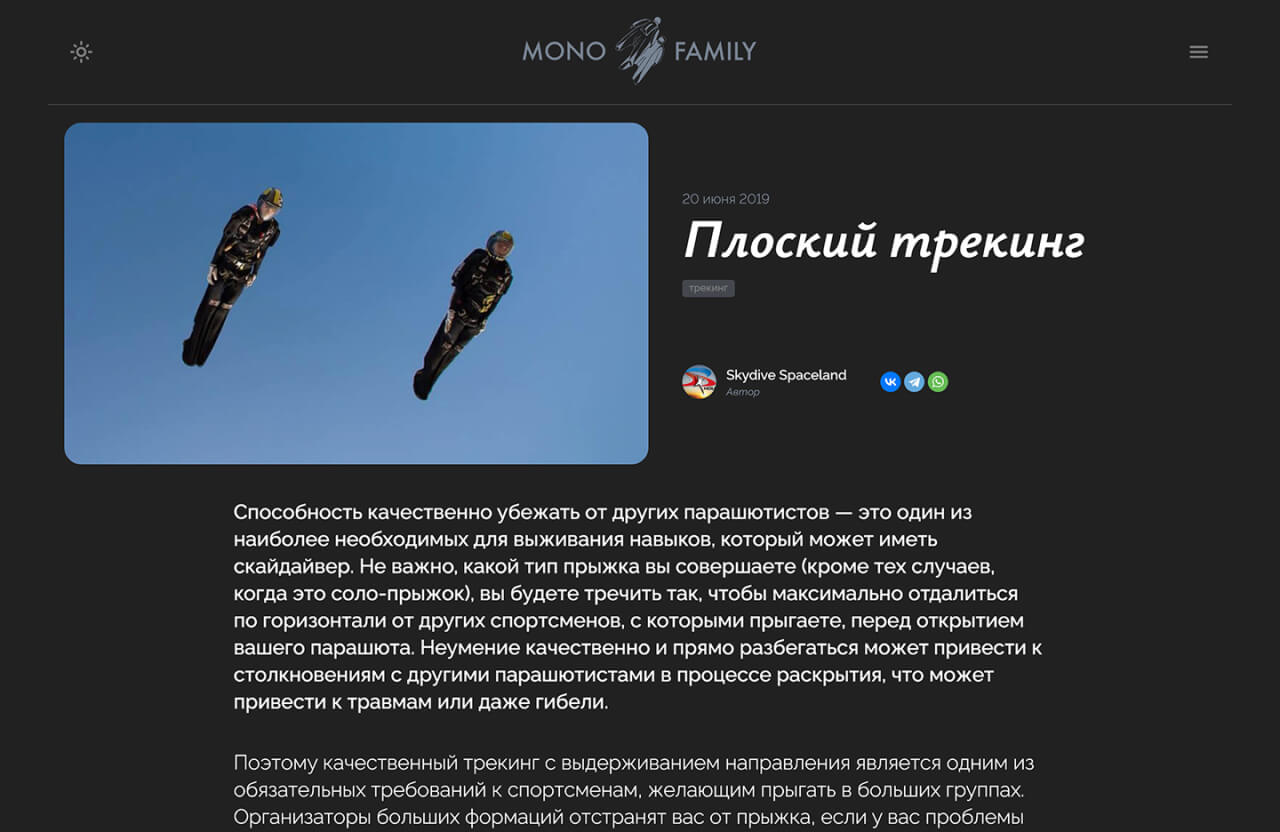 MONO FAMILY
20 июня 2019
Плоский трекинг
трекинг
Skydive Spaceland
Автор
Способность качественно убежать от других парашютистов — это один из
наиболее необходимых для выживания навыков, который может иметь
скайдайвер. Не важно, какой тип прыжка вы совершаете (кроме тех случаев,
когда это соло-прыжок), вы будете тречить так, чтобы максимально отдалиться
по горизонтали от других спортсменов, с которыми прыгаете, перед открытием
вашего парашюта. Неумение качественно и прямо разбегаться может привести к
столкновениям с другими парашютистами в процессе раскрытия, что может
привести к травмам или даже гибели.
Поэтому качественный трекинг с выдерживанием направления является одним из
обязательных требований к спортсменам, желающим прыгать в больших группах.
Организаторы больших формаций отстранят вас от прыжка, если у вас проблемы